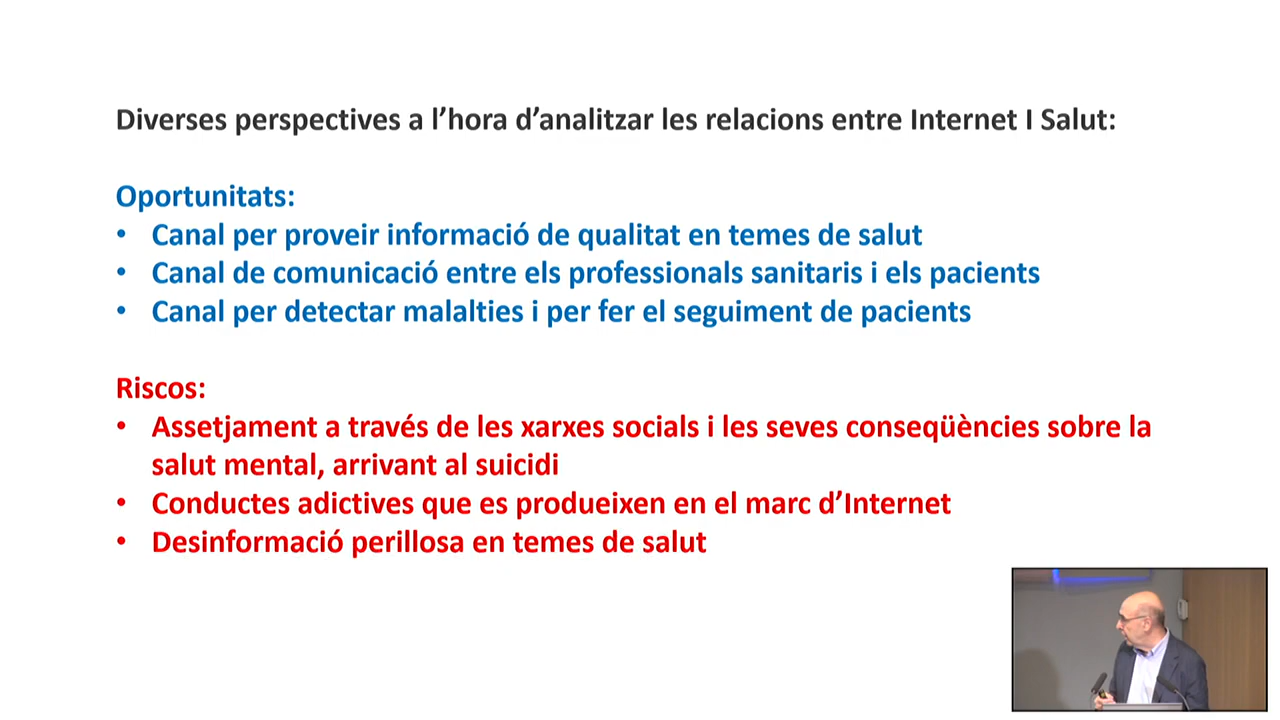 Diverses perspectives a l’hora d’analitzar les relacions entre Internet I Salut:
Oportunitats:
• Canal per proveir informació de qualitat en temes de salut
• Canal de comunicació entre els professionals sanitaris i els pacients
• Canal per detectar malalties i per fer el seguiment de pacients
Riscos:
• Assetjament a través de les xarxes socials i les seves conseqüències sobre la
salut mental, arrivant al suicidi
• Conductes adictives que es produeixen en el marc d’Internet
• Desinformació perillosa en temes de salut